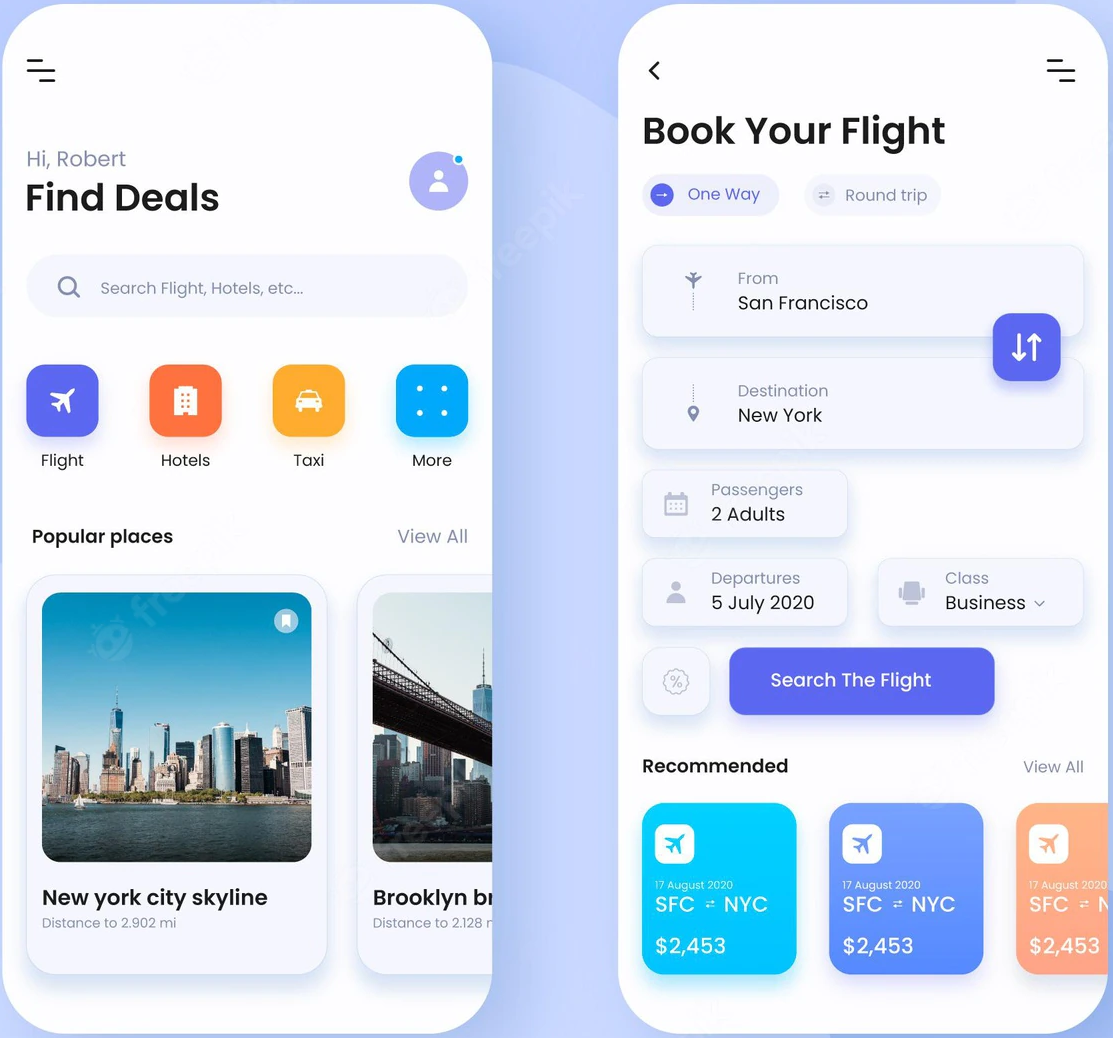 Hi, Robert
Find Deals
Search Flight, Hotels, etc...
Flight
Hotels
Taxi
More
Popular places
View All
New york city skyline
Distance to 2.902 mi
Brooklyn br
Distance to 2.128 m
Book Your Flight
One Way
Round trip
From
San Francisco
Destination
New York
Passengers
2 Adults
Departures
5 July 2020
Class
Business
%
Search The Flight
Recommended
View All
17 August 2020
SFC ⇄ NYC
$2,453
17 August 2020
SFC ⇄ NYC
$2,453
17 August 2020
SFC ⇄ N
$2,453
freepik